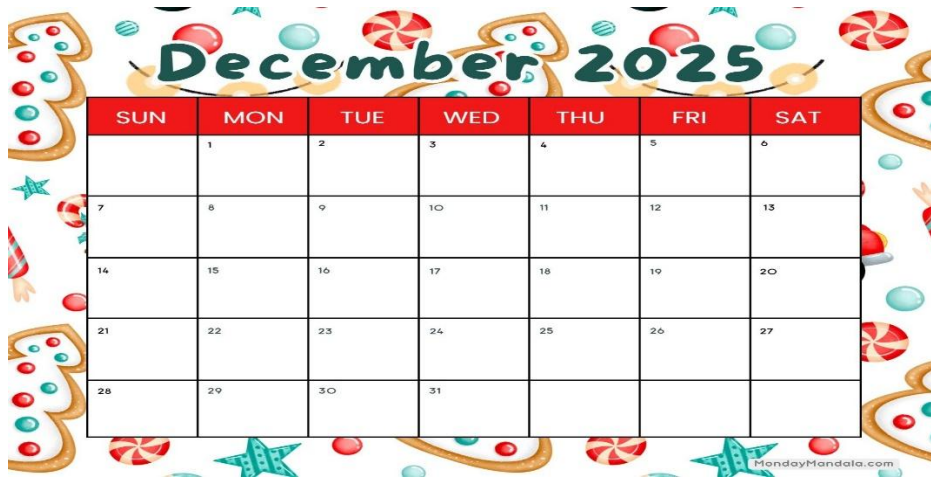 December 2025
SUN MON TUE WED THU FRI SAT
1 2 3 4 5 6
7 8 9 10 11 12 13
14 15 16 17 18 19 20
21 22 23 24 25 26 27
28 29 30 31
MondayMandala.com